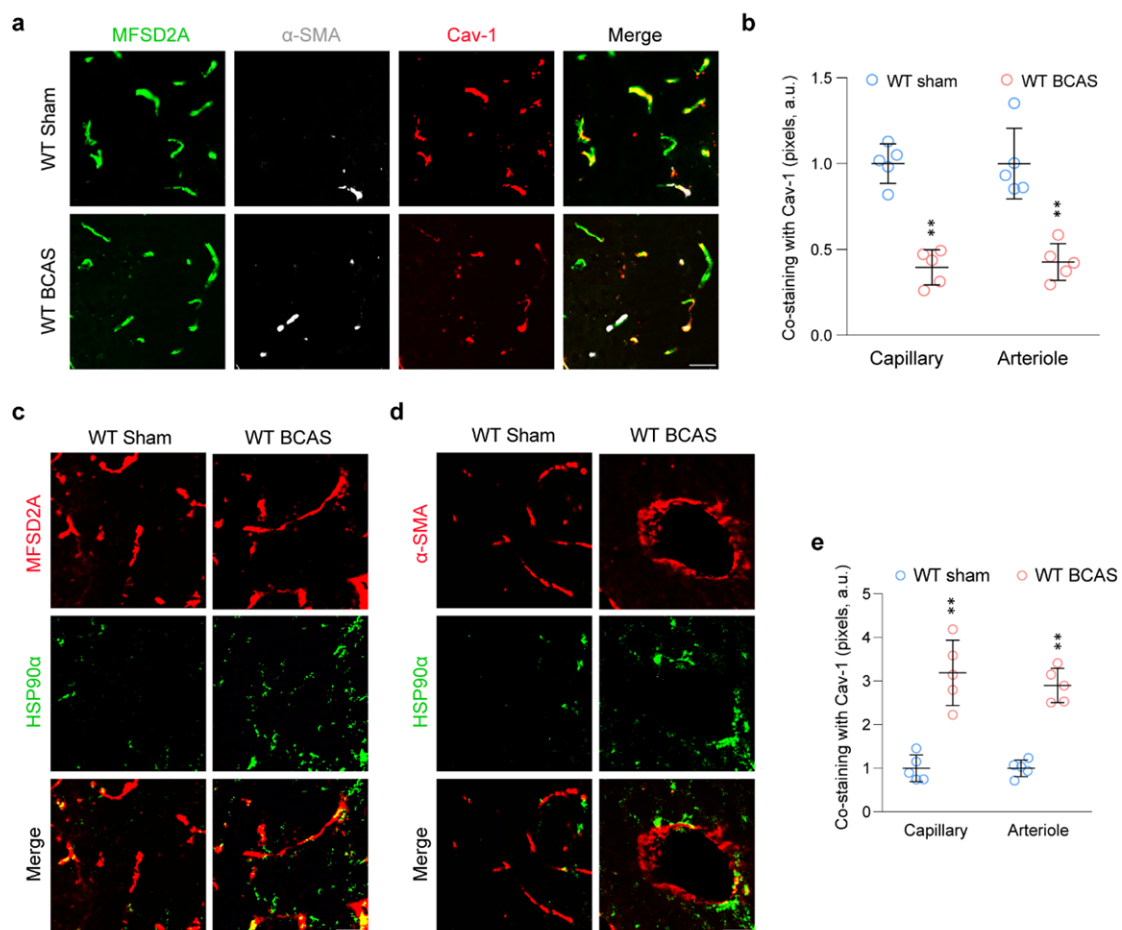 a
MFSD2A
α-SMA
Cav-1
Merge
WT Sham
WT BCAS
b
Co-staining with Cav-1 (pixels, a.u.)
1.5
1.0
0.5
0.0
WT sham
WT BCAS
**
**
Capillary
Arteriole
c
WT Sham
WT BCAS
MFSD2A
HSP90α
Merge
d
WT Sham
WT BCAS
α-SMA
HSP90α
Merge
e
WT sham
WT BCAS
Co-staining with Cav-1 (pixels, a.u.)
5
4
3
2
1
0
**
**
Capillary
Arteriole